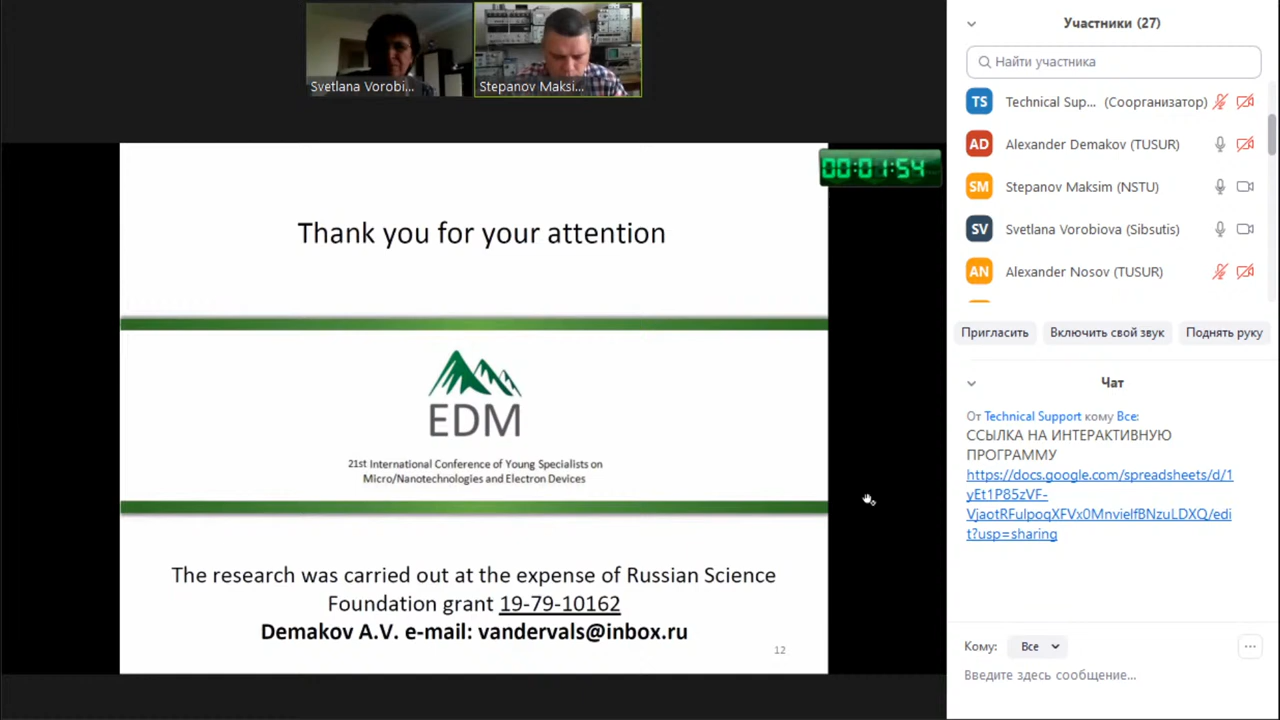 Svetlana Vorobi...
Stepanov Maksi...
00:01:54
Thank you for your attention
EDM
21st International Conference of Young Specialists on
Micro/Nanotechnologies and Electron Devices
The research was carried out at the expense of Russian Science
Foundation grant 19-79-10162
Demakov A.V. e-mail: vandervals@inbox.ru
12
Участники (27)
Найти участника
TS Technical Sup... (Соорганизатор)
AD Alexander Demakov (TUSUR)
SM Stepanov Maksim (NSTU)
SV Svetlana Vorobiova (Sibsutis)
AN Alexander Nosov (TUSUR)
Пригласить Включить свой звук Поднять руку
Чат
От Technical Support кому Все:
ССЫЛКА НА ИНТЕРАКТИВНУЮ
ПРОГРАММУ
https://docs.google.com/spreadsheets/d/1
yEt1P85zVF-
VjaotRFuIpoqXFVx0MnvieIfBNzuLDXQ/edi
t?usp=sharing
Кому: Все
Введите здесь сообщение...